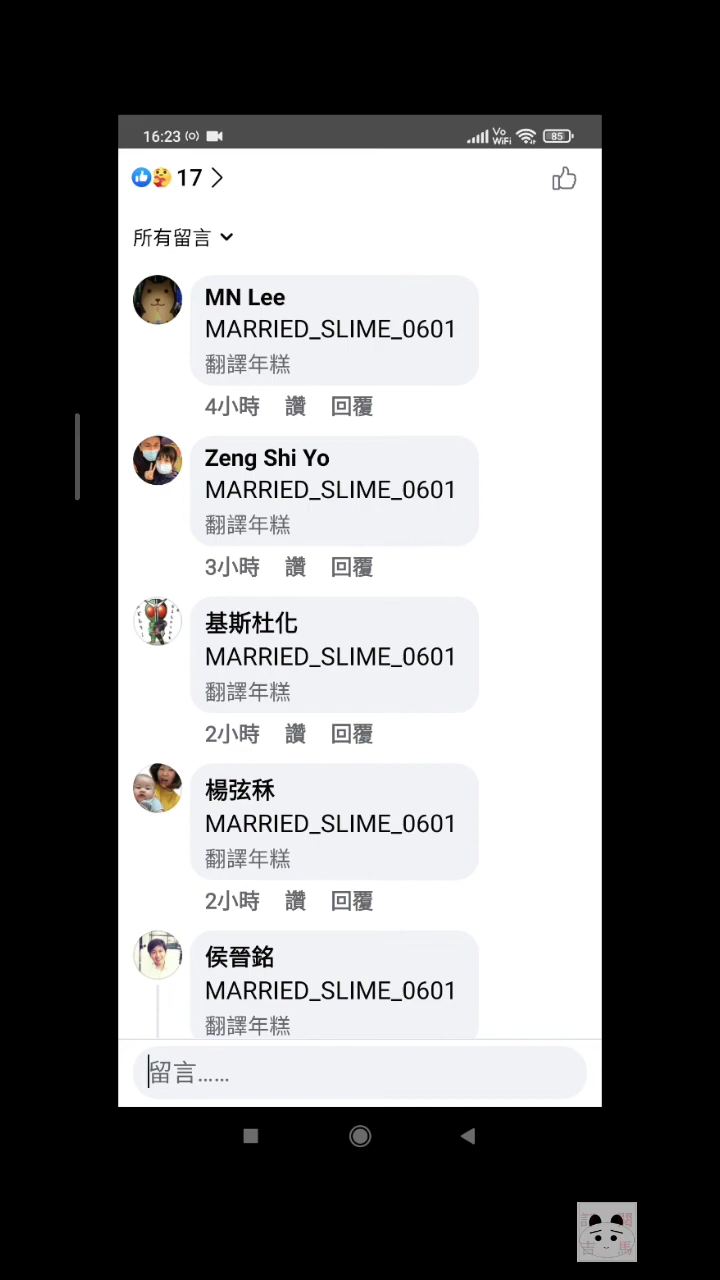 16:23
Vo
WiFi
85
17
所有留言
MN Lee
MARRIED_SLIME_0601
翻譯年糕
4小時 讚 回覆
Zeng Shi Yo
MARRIED_SLIME_0601
翻譯年糕
3小時 讚 回覆
基斯杜化
MARRIED_SLIME_0601
翻譯年糕
2小時 讚 回覆
楊弦秝
MARRIED_SLIME_0601
翻譯年糕
2小時 讚 回覆
侯晉銘
MARRIED_SLIME_0601
翻譯年糕
留言......